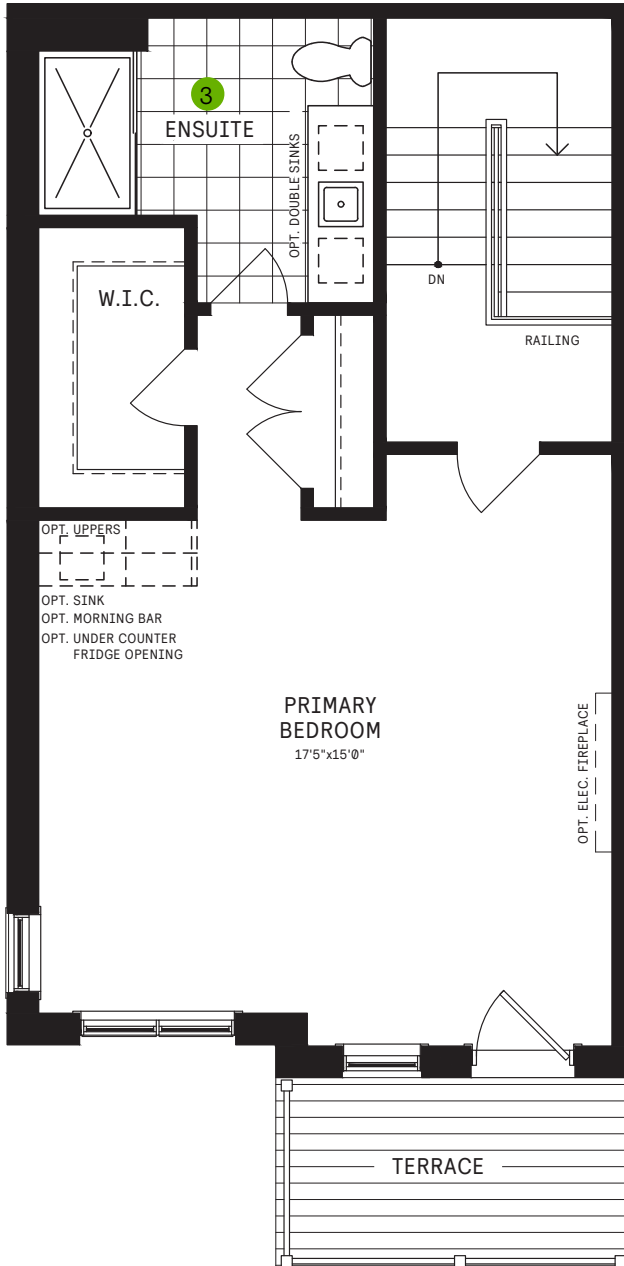 3
ENSUITE
OPT. DOUBLE SINKS
DN
RAILING
W.I.C.
OPT. UPPERS
OPT. SINK
OPT. MORNING BAR
OPT. UNDER COUNTER
FRIDGE OPENING
PRIMARY
BEDROOM
17'5"x15'0"
OPT. ELEC. FIREPLACE
TERRACE